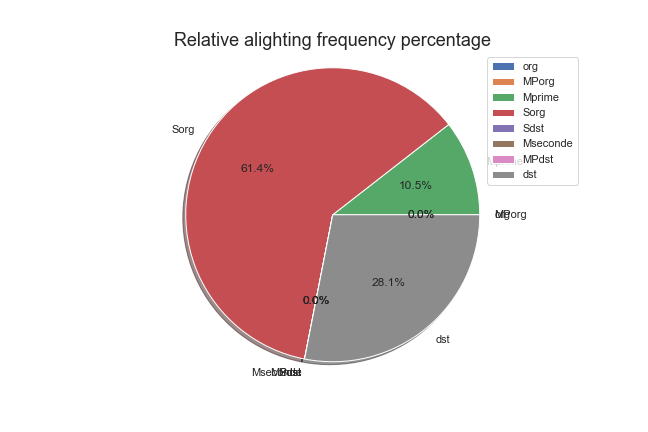 Relative alighting frequency percentage
org
MPorg
Mprime
Sorg
Sdst
Mseconde
MPdst
dst
Sorg
61.4%
10.5%
0.0%
MPorg
0.0%
28.1%
dst